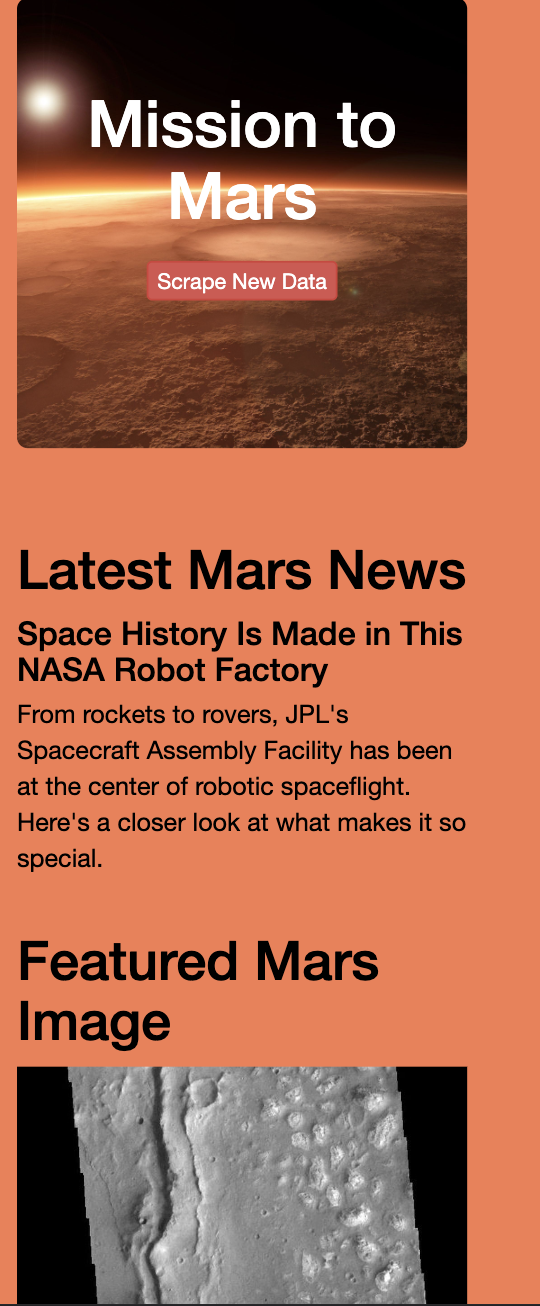 Mission to
Mars
Scrape New Data
Latest Mars News
Space History Is Made in This
NASA Robot Factory
From rockets to rovers, JPL's
Spacecraft Assembly Facility has been
at the center of robotic spaceflight.
Here's a closer look at what makes it so
special.
Featured Mars
Image